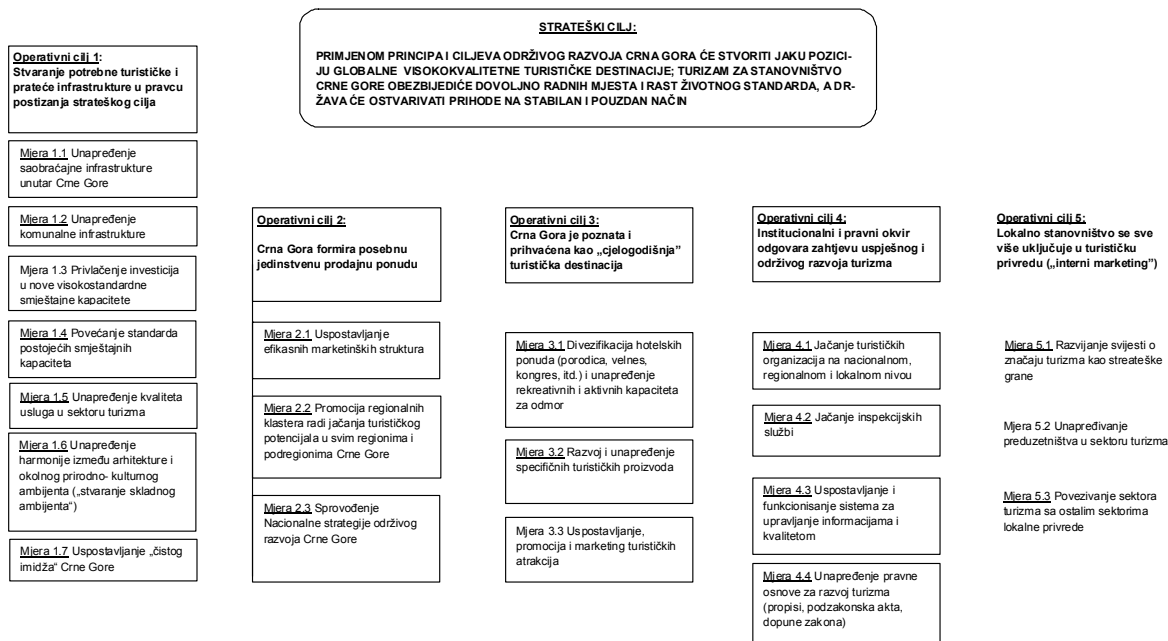 STRATEŠKI CILJ:
PRIMJENOM PRINCIPA I CILJEVA ODRŽIVOG RAZVOJA CRNA GORA ĆE STVORITI JAKU POZICI-
JU GLOBALNE VISOKOKVALITETNE TURISTIČKE DESTINACIJE; TURIZAM ZA STANOVNIŠTVO
CRNE GORE OBEZBIJEDIĆE DOVOLJNO RADNIH MJESTA I RAST ŽIVOTNOG STANDARDA, A DR-
ŽAVA ĆE OSTVARIVATI PRIHODE NA STABILAN I POUZDAN NAČIN
Operativni cilj 1:
Stvaranje potrebne turističke i
prateće infrastrukture u pravcu
postizanja strateškog cilja
Mjera 1.1 Unapređenje
saobraćajne infrastrukture
unutar Crne Gore
Mjera 1.2 Unapređenje
komunalne infrastrukture
Mjera 1.3 Privlačenje investicija
u nove visokostandardne
smještajne kapacitete
Mjera 1.4 Povećanje standarda
postojećih smještajnih
kapaciteta
Mjera 1.5 Unapređenje kvaliteta
usluga u sektoru turizma
Mjera 1.6 Unapređenje
harmonije između arhitekture i
okolnog prirodno- kulturnog
ambijenta („stvaranje skladnog
ambijenta“)
Mjera 1.7 Uspostavljanje „čistog
imidža“ Crne Gore
Operativni cilj 2:
Crna Gora formira posebnu
jedinstvenu prodajnu ponudu
Mjera 2.1 Uspostavljanje
efikasnih marketinških struktura
Mjera 2.2 Promocija regionalnih
klastera radi jačanja turističkog
potencijala u svim regionima i
podregionima Crne Gore
Mjera 2.3 Sprovođenje
Nacionalne strategije održivog
razvoja Crne Gore
Operativni cilj 3:
Crna Gora je poznata i
prihvaćena kao „cjelogodišnja”
turistička destinacija
Mjera 3.1 Divezifikacija hotelskih
ponuda (porodica, velnes,
kongres, itd.) i unapređenje
rekreativnih i aktivnih kapaciteta
za odmor
Mjera 3.2 Razvoj i unapređenje
specifičnih turističkih proizvoda
Mjera 3.3 Uspostavljanje,
promocija i marketing turističkih
atrakcija
Operativni cilj 4:
Institucionalni i pravni okvir
odgovara zahtjevu uspješnog i
održivog razvoja turizma
Mjera 4.1 Jačanje turističkih
organizacija na nacionalnom,
regionalnom i lokalnom nivou
Mjera 4.2 Jačanje inspekcijskih
službi
Mjera 4.3 Uspostavljanje i
funkcionisanje sistema za
upravljanje informacijama i
kvalitetom
Mjera 4.4 Unapređenje pravne
osnove za razvoj turizma
(propisi, podzakonska akta,
dopune zakona)
Operativni cilj 5:
Lokalno stanovništvo se sve
više uključuje u turističku
privredu („interni marketing”)
Mjera 5.1 Razvijanje svijesti o
značaju turizma kao streateške
grane
Mjera 5.2 Unapređivanje
preduzetništva u sektoru turizma
Mjera 5.3 Povezivanje sektora
turizma sa ostalim sektorima
lokalne privrede